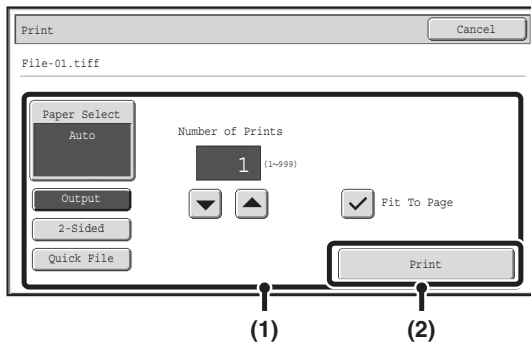 Print
Cancel
File-01.tiff
Paper Select
Auto
Number of Prints
1
(1~999)
Output
2-Sided
Quick File
Fit To Page
Print
(1)
(2)